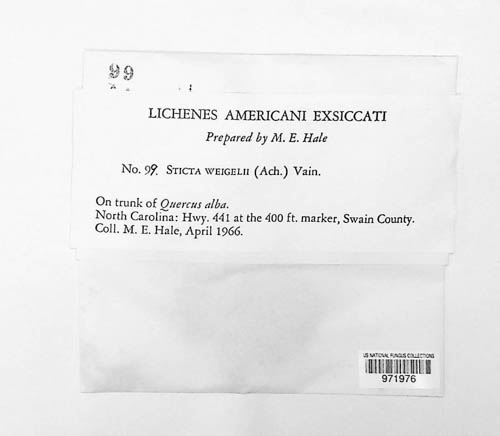 99
LICHENES AMERICANI EXSICCATI
Prepared by M. E. Hale
No. 99. STICTA WEIGELII (Ach.) Vain.
On trunk of Quercus alba.
North Carolina: Hwy. 441 at the 400 ft. marker, Swain County.
Coll. M. E. Hale, April 1966.
US NATIONAL FUNGUS COLLECTIONS
971976